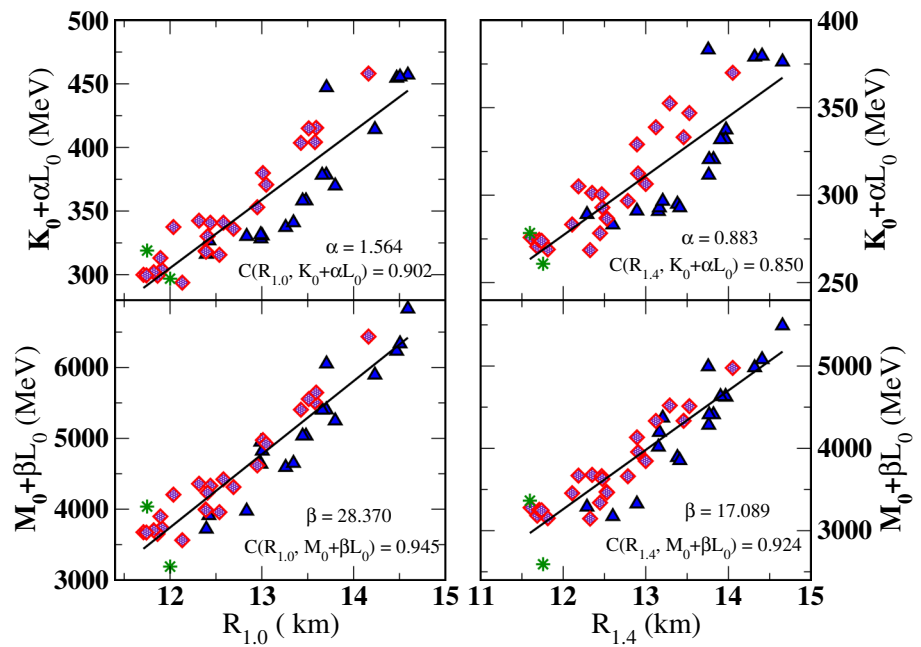 500
450
400
350
300
K₀+αL₀ (MeV)
α = 1.564
C(R₁.₀, K₀+αL₀) = 0.902
400
350
300
250
K₀+αL₀ (MeV)
α = 0.883
C(R₁.₄, K₀+αL₀) = 0.850
6000
5000
4000
3000
M₀+βL₀ (MeV)
β = 28.370
C(R₁.₀, M₀+βL₀) = 0.945
12 13 14 15
R₁.₀ ( km)
5000
4000
3000
M₀+βL₀ (MeV)
β = 17.089
C(R₁.₄, M₀+βL₀) = 0.924
11 12 13 14 15
R₁.₄ (km)